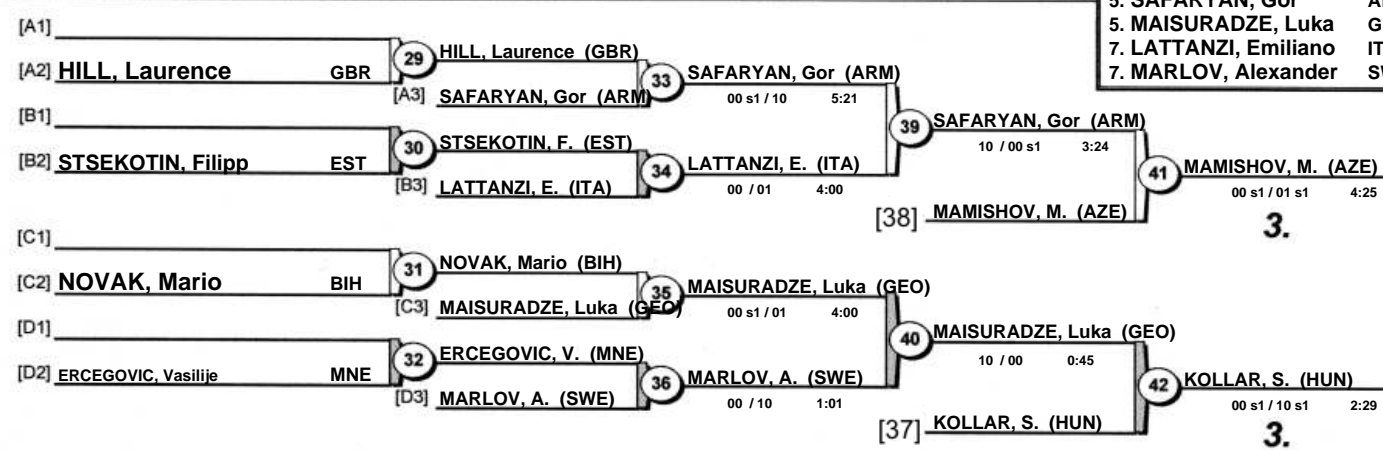 5. SAFARYAN, Gor
5. MAISURADZE, Luka
7. LATTANZI, Emiliano
7. MARLOV, Alexander
[A1]
[A2] HILL, Laurence GBR
29
HILL, Laurence (GBR)
[A3] SAFARYAN, Gor (ARM)
33
SAFARYAN, Gor (ARM)
00 s1 / 10 5:21
[B1]
[B2] STSEKOTIN, Filipp EST
30
STSEKOTIN, F. (EST)
[B3] LATTANZI, E. (ITA)
34
LATTANZI, E. (ITA)
00 / 01 4:00
39
SAFARYAN, Gor (ARM)
10 / 00 s1 3:24
[38] MAMISHOV, M. (AZE)
41
MAMISHOV, M. (AZE)
00 s1 / 01 s1 4:25
3.
[C1]
[C2] NOVAK, Mario BIH
31
NOVAK, Mario (BIH)
[C3] MAISURADZE, Luka (GEO)
35
MAISURADZE, Luka (GEO)
00 s1 / 01 4:00
[D1]
[D2] ERCEGOVIC, Vasilije MNE
32
ERCEGOVIC, V. (MNE)
[D3] MARLOV, A. (SWE)
36
MARLOV, A. (SWE)
00 / 10 1:01
40
MAISURADZE, Luka (GEO)
10 / 00 0:45
[37] KOLLAR, S. (HUN)
42
KOLLAR, S. (HUN)
00 s1 / 10 s1 2:29
3.